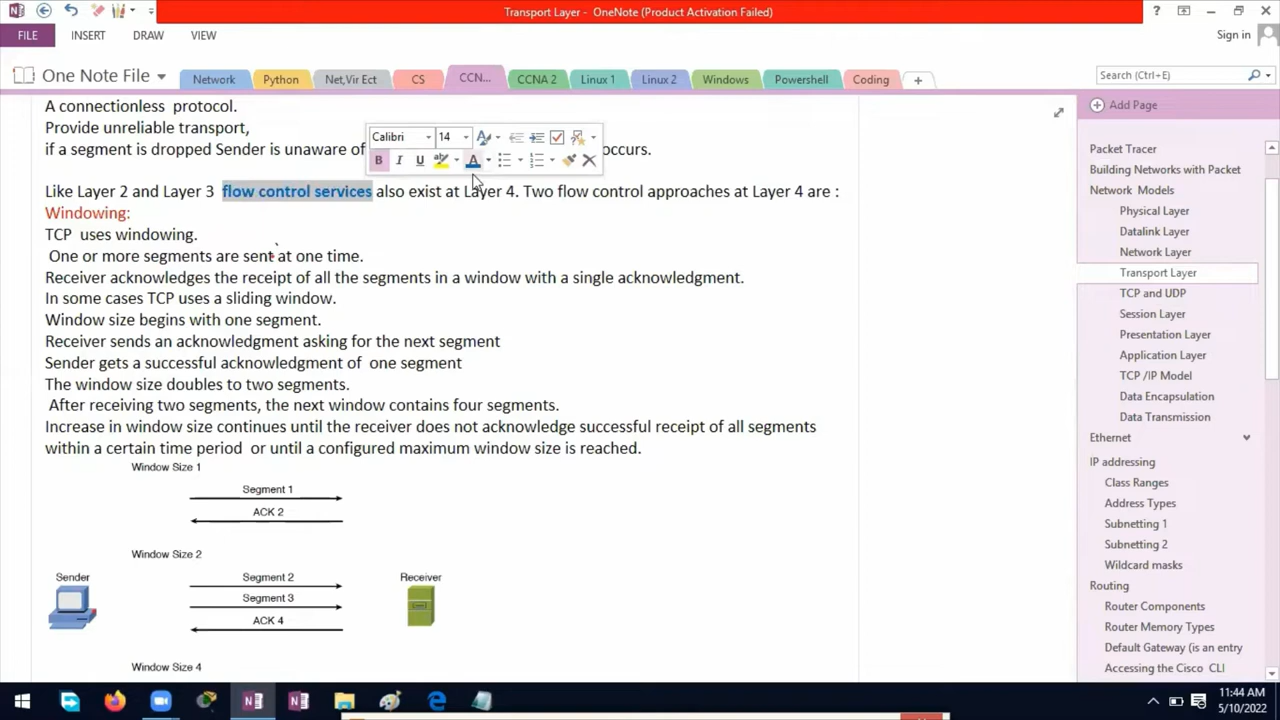 Transport Layer - OneNote (Product Activation Failed)
?
FILE
INSERT
DRAW
VIEW
Sign in
One Note File
Network
Python
Net,Vir Ect
CS
CCN...
CCNA 2
Linux 1
Linux 2
Windows
Powershell
Coding
Search (Ctrl+E)
A connectionless protocol.
Provide unreliable transport,
if a segment is dropped Sender is unaware of
occurs.
Calibri
14
B I U ab A
Like Layer 2 and Layer 3 flow control services also exist at Layer 4. Two flow control approaches at Layer 4 are :
Windowing:
TCP uses windowing.
One or more segments are sent at one time.
Receiver acknowledges the receipt of all the segments in a window with a single acknowledgment.
In some cases TCP uses a sliding window.
Window size begins with one segment.
Receiver sends an acknowledgment asking for the next segment
Sender gets a successful acknowledgment of one segment
The window size doubles to two segments.
After receiving two segments, the next window contains four segments.
Increase in window size continues until the receiver does not acknowledge successful receipt of all segments
within a certain time period or until a configured maximum window size is reached.
Window Size 1
Segment 1
ACK 2
Window Size 2
Sender
Segment 2
Receiver
Segment 3
ACK 4
Window Size 4
Add Page
Packet Tracer
Building Networks with Packet
Network Models
Physical Layer
Datalink Layer
Network Layer
Transport Layer
TCP and UDP
Session Layer
Presentation Layer
Application Layer
TCP /IP Model
Data Encapsulation
Data Transmission
Ethernet
IP addressing
Class Ranges
Address Types
Subnetting 1
Subnetting 2
Wildcard masks
Routing
Router Components
Router Memory Types
Default Gateway (is an entry
Accessing the Cisco CLI
11:44 AM
5/10/2022